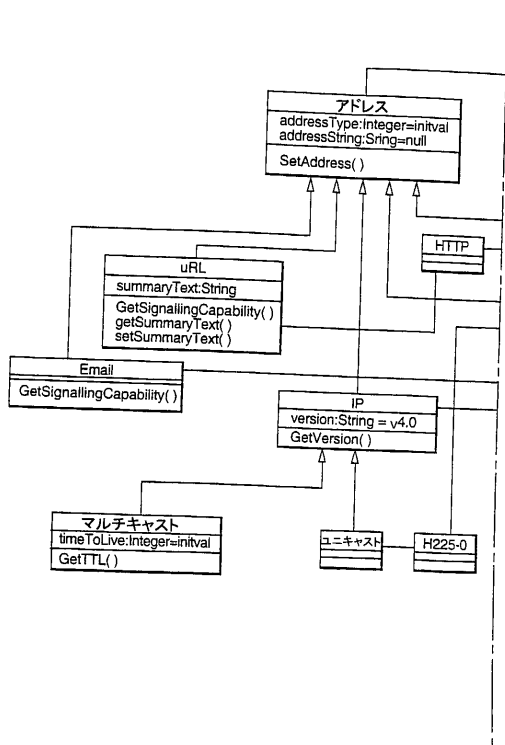 アドレス
addressType:Integer=initval
addressString:Sring=null
SetAddress( )
HTTP
uRL
summaryText:String
GetSignallingCapability( )
getSummaryText( )
setSummaryText( )
Email
GetSignallingCapability( )
IP
version:String = v4.0
GetVersion( )
マルチキャスト
timeToLive:Integer=initval
GetTTL( )
ユニキャスト
H225-0